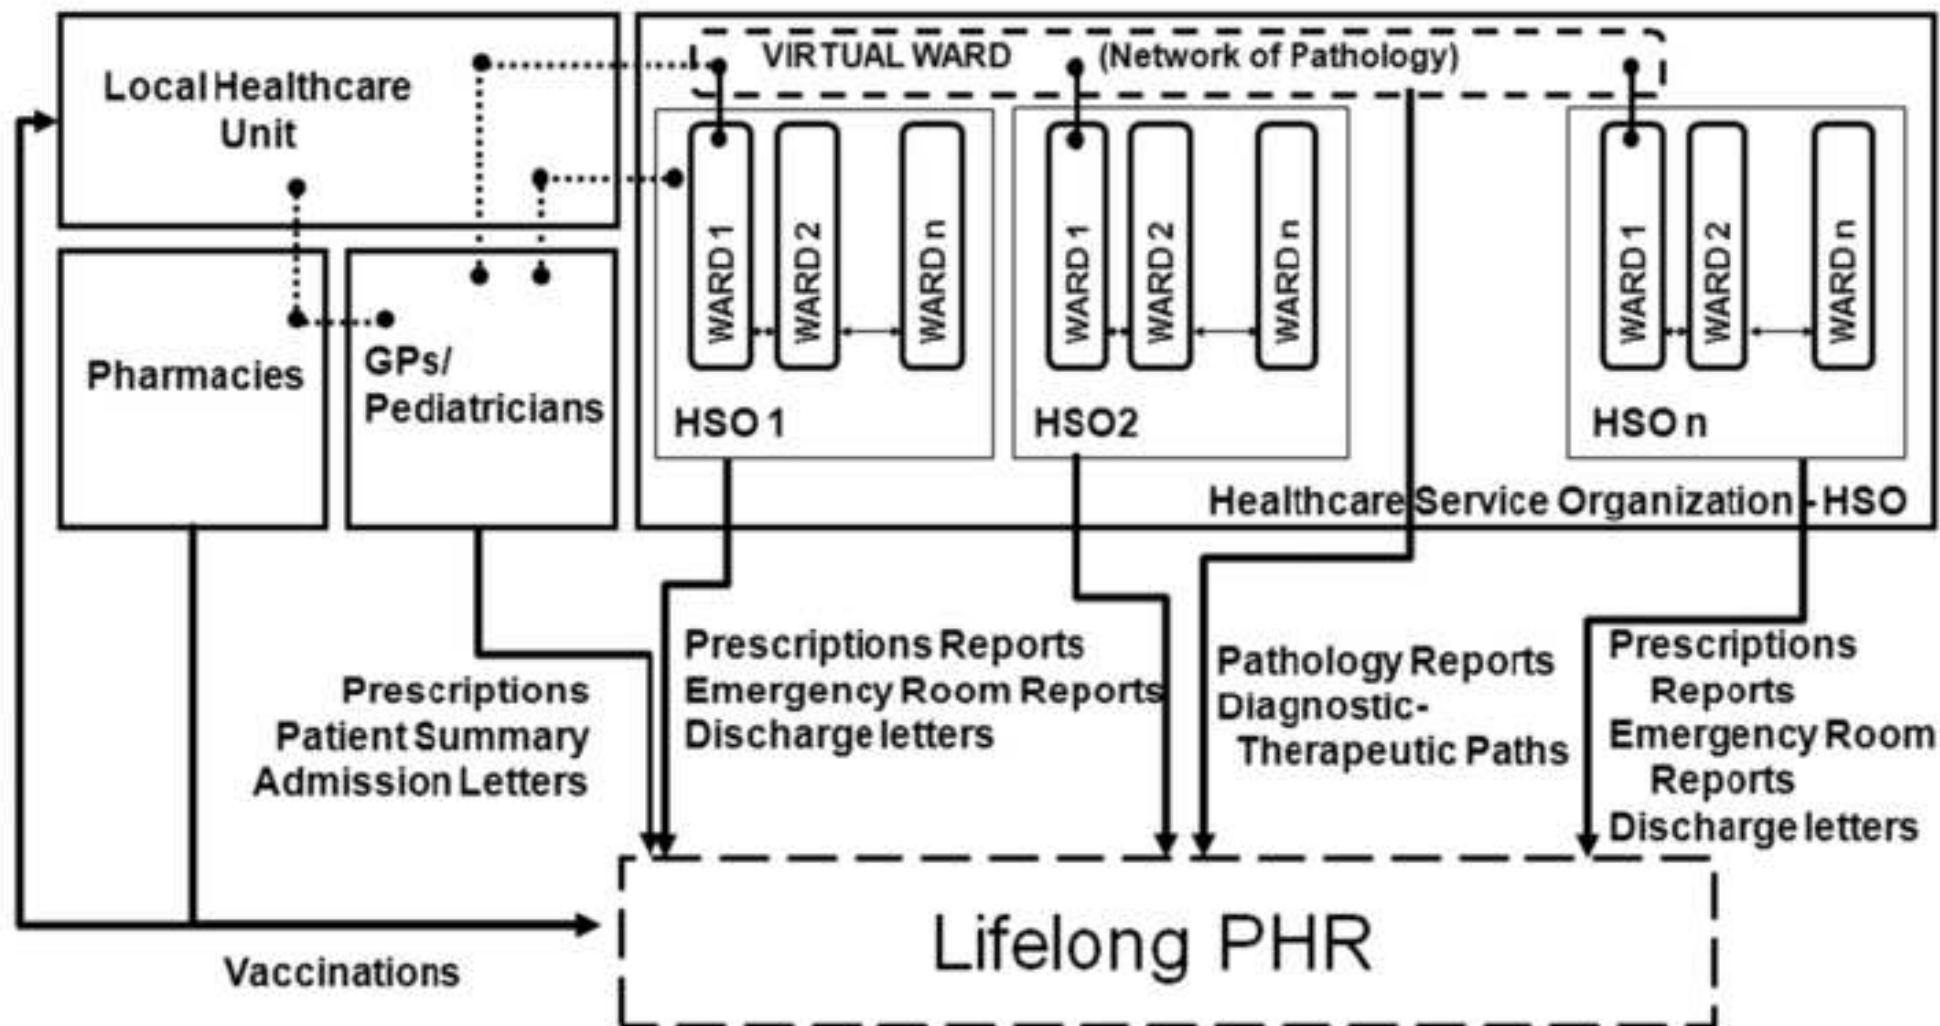 VIRTUAL WARD (Network of Pathology)
Local Healthcare
Unit
WARD 1
WARD 2
WARD n
WARD 1
WARD 2
WARD n
WARD 1
WARD 2
WARD n
Pharmacies
GPs/
Pediatricians
HSO 1
HSO2
HSO n
Healthcare Service Organization - HSO
Prescriptions
Patient Summary
Admission Letters
Prescriptions Reports
Emergency Room Reports
Discharge letters
Pathology Reports
Diagnostic-
Therapeutic Paths
Prescriptions
Reports
Emergency Room
Reports
Discharge letters
Vaccinations
Lifelong PHR